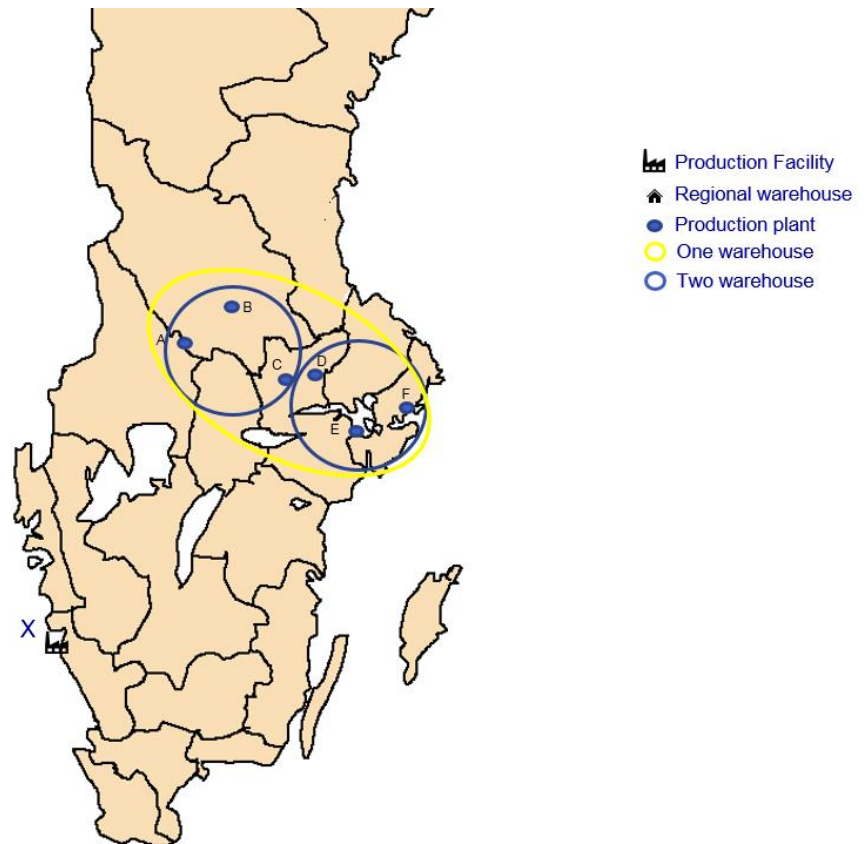 Production Facility
Regional warehouse
Production plant
One warehouse
Two warehouse
B
A
C
D
F
E
X